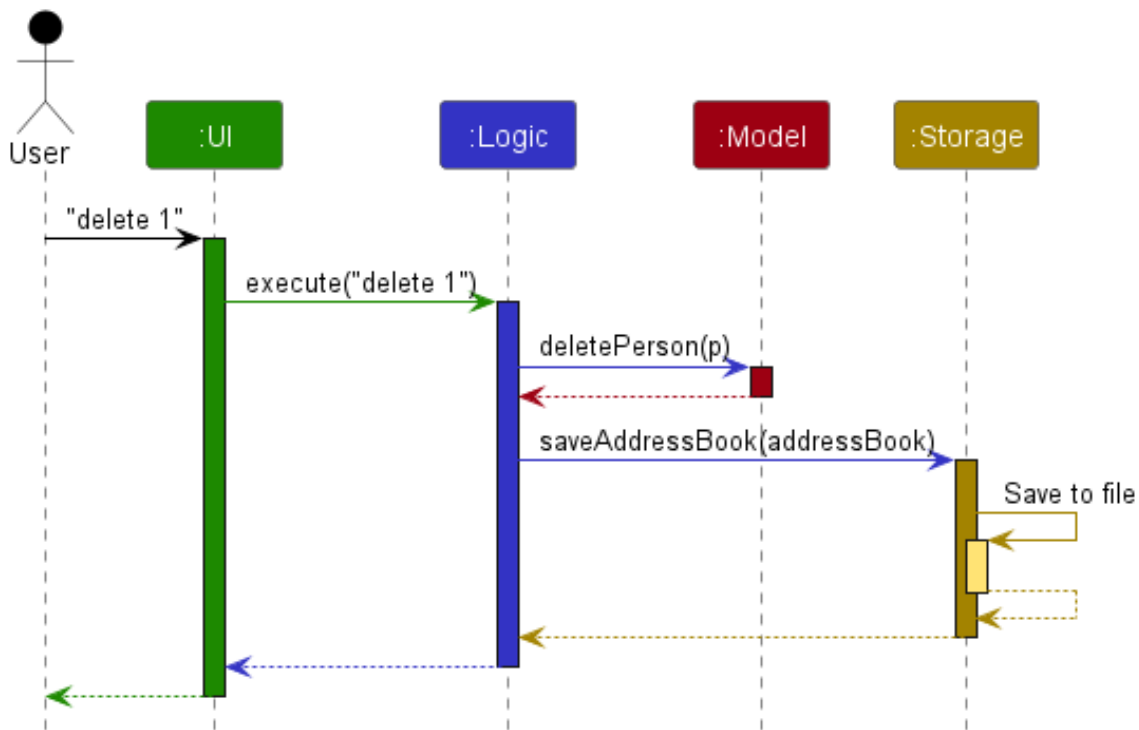 :UI
:Logic
:Model
:Storage
User
"delete 1"
execute("delete 1")
deletePerson(p)
saveAddressBook(addressBook)
Save to file